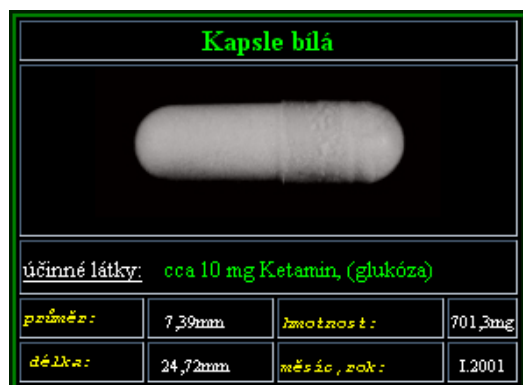 Kapsle bílá
účinné látky: cca 10 mg Ketamin, (glukóza)
průměr: 7,39mm hmotnost: 701,3mg
délka: 24,72mm měsíc,rok: I.2001